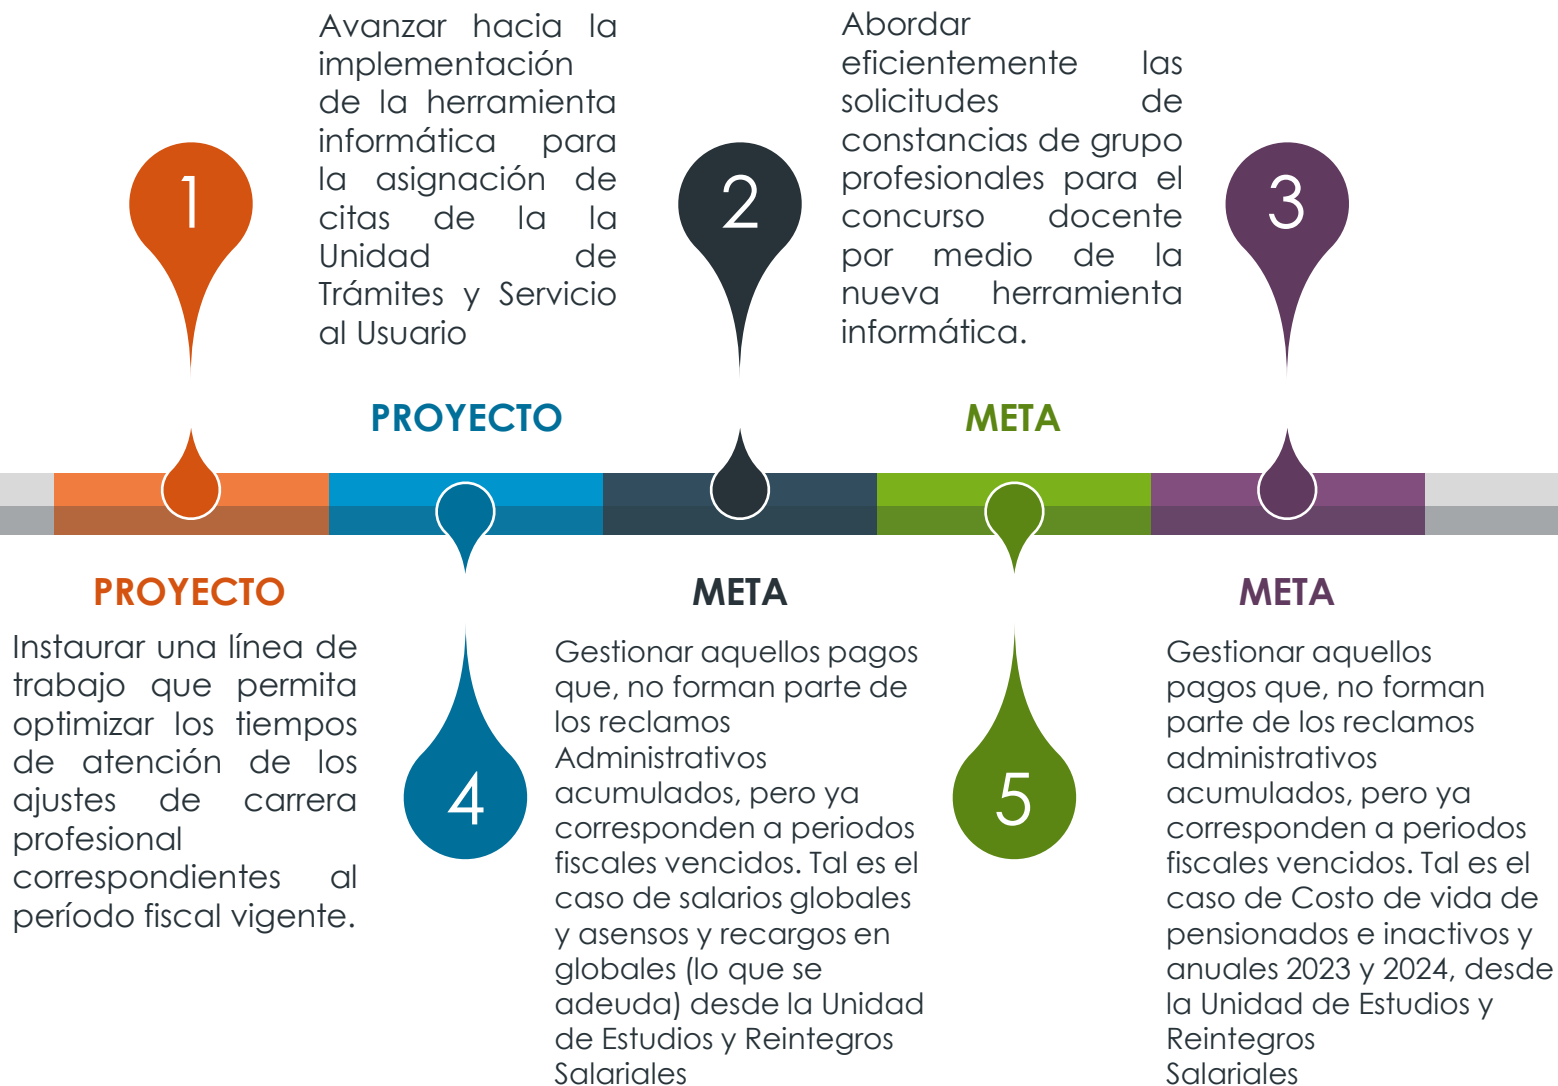 Avanzar hacia la
implementación
de la herramienta
informática para
la asignación de
citas de la la
Unidad de
Trámites y Servicio
al Usuario
Abordar
eficientemente las
solicitudes de
constancias de grupo
profesionales para el
concurso docente
por medio de la
nueva herramienta
informática.
1
2
3
PROYECTO
META
PROYECTO
META
META
Instaurar una línea de
trabajo que permita
optimizar los tiempos
de atención de los
ajustes de carrera
profesional
correspondientes al
período fiscal vigente.
4
Gestionar aquellos pagos
que, no forman parte de
los reclamos
Administrativos
acumulados, pero ya
corresponden a periodos
fiscales vencidos. Tal es el
caso de salarios globales
y asensos y recargos en
globales (lo que se
adeuda) desde la Unidad
de Estudios y Reintegros
Salariales
5
Gestionar aquellos
pagos que, no forman
parte de los reclamos
administrativos
acumulados, pero ya
corresponden a periodos
fiscales vencidos. Tal es el
caso de Costo de vida de
pensionados e inactivos y
anuales 2023 y 2024, desde
la Unidad de Estudios y
Reintegros
Salariales